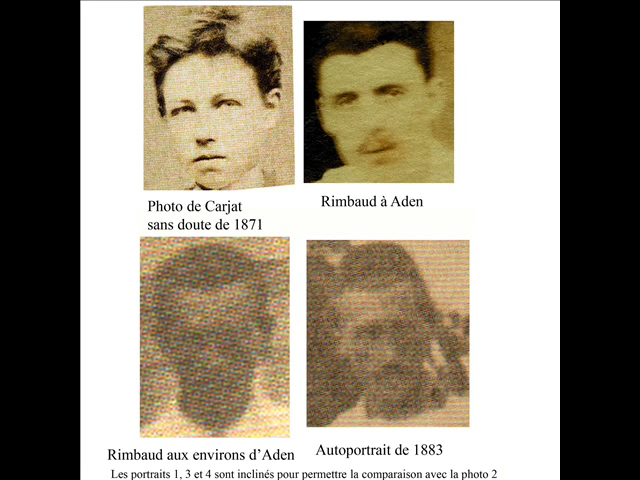 Photo de Carjat
sans doute de 1871
Rimbaud à Aden
Rimbaud aux environs d’Aden
Autoportrait de 1883
Les portraits 1, 3 et 4 sont inclinés pour permettre la comparaison avec la photo 2